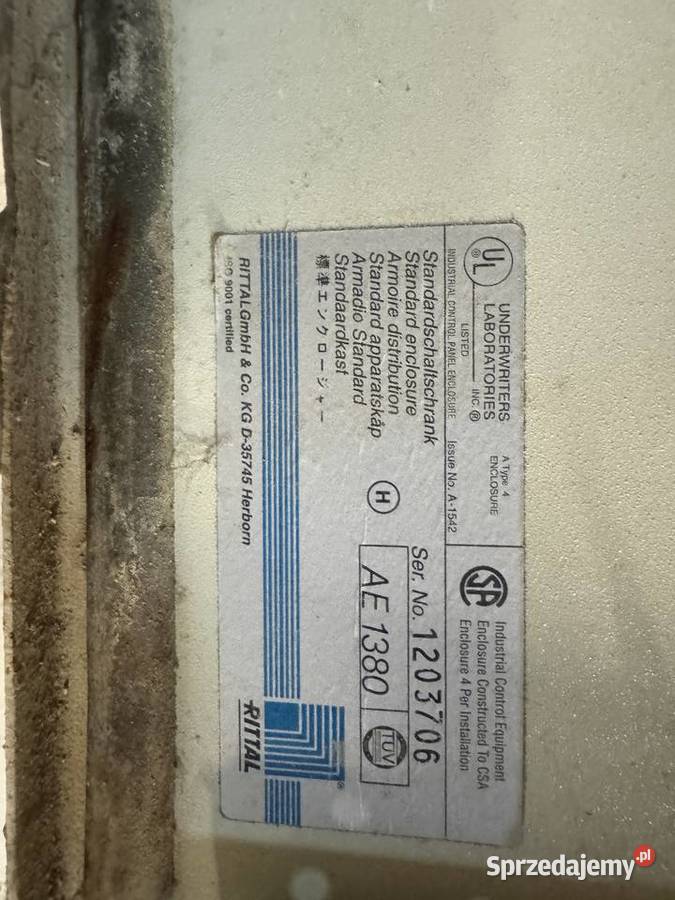 UL
®
UNDERWRITERS
LABORATORIES
INC.®
LISTED
INDUSTRIAL CONTROL PANEL ENCLOSURE
Issue No. A-1542
A Type 4
ENCLOSURE
Industrial Control Equipment
Enclosure Constructed To CSA
Enclosure 4 Per Installation
Standardschallschrank
Standard enclosure
Armoire distribution
Standard apparatskåp
Armadio Standard
Standaardkast
標準エンクロージャー
H
Ser. No. 1203706
AE 1380
TÜV
RITTAL GmbH & Co. KG D-35745 Herborn
ISO 9001 certified
RITTAL
®
Sprzedajemy.pl